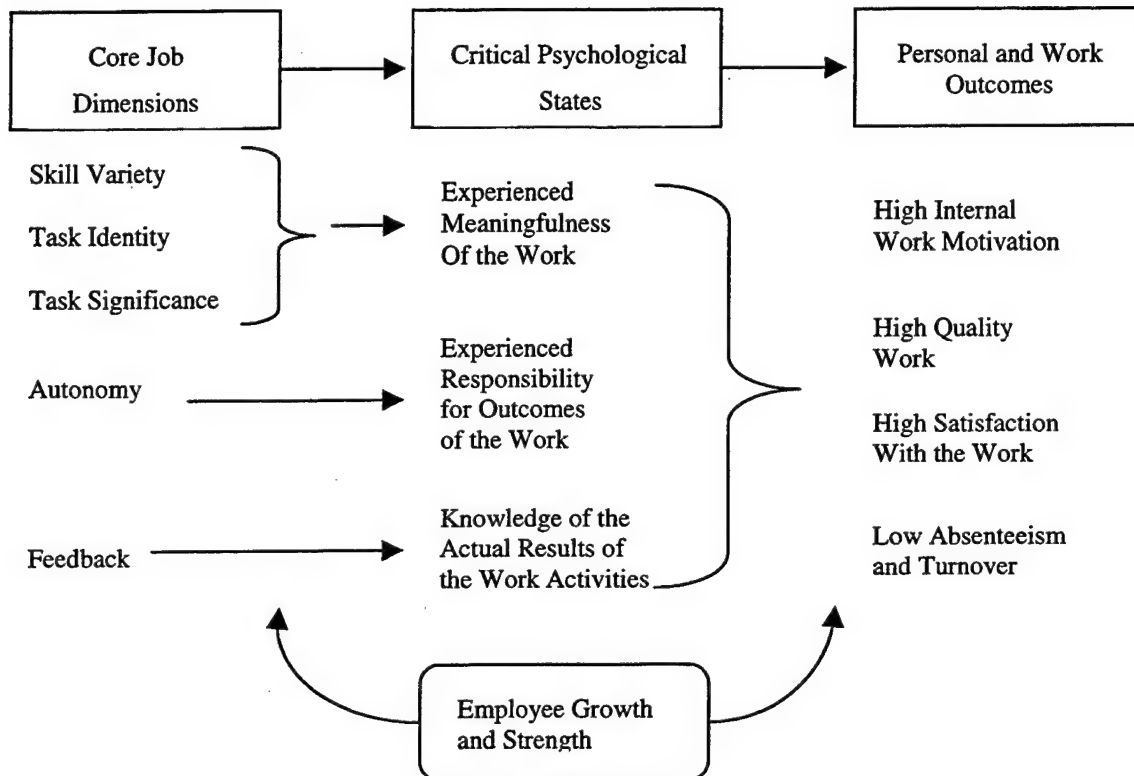 Core Job
Dimensions
Critical Psychological
States
Personal and Work
Outcomes
Skill Variety
Task Identity
Task Significance
Autonomy
Feedback
Experienced
Meaningfulness
Of the Work
Experienced
Responsibility
for Outcomes
of the Work
Knowledge of the
Actual Results of
the Work Activities
High Internal
Work Motivation
High Quality
Work
High Satisfaction
With the Work
Low Absenteeism
and Turnover
Employee Growth
and Strength